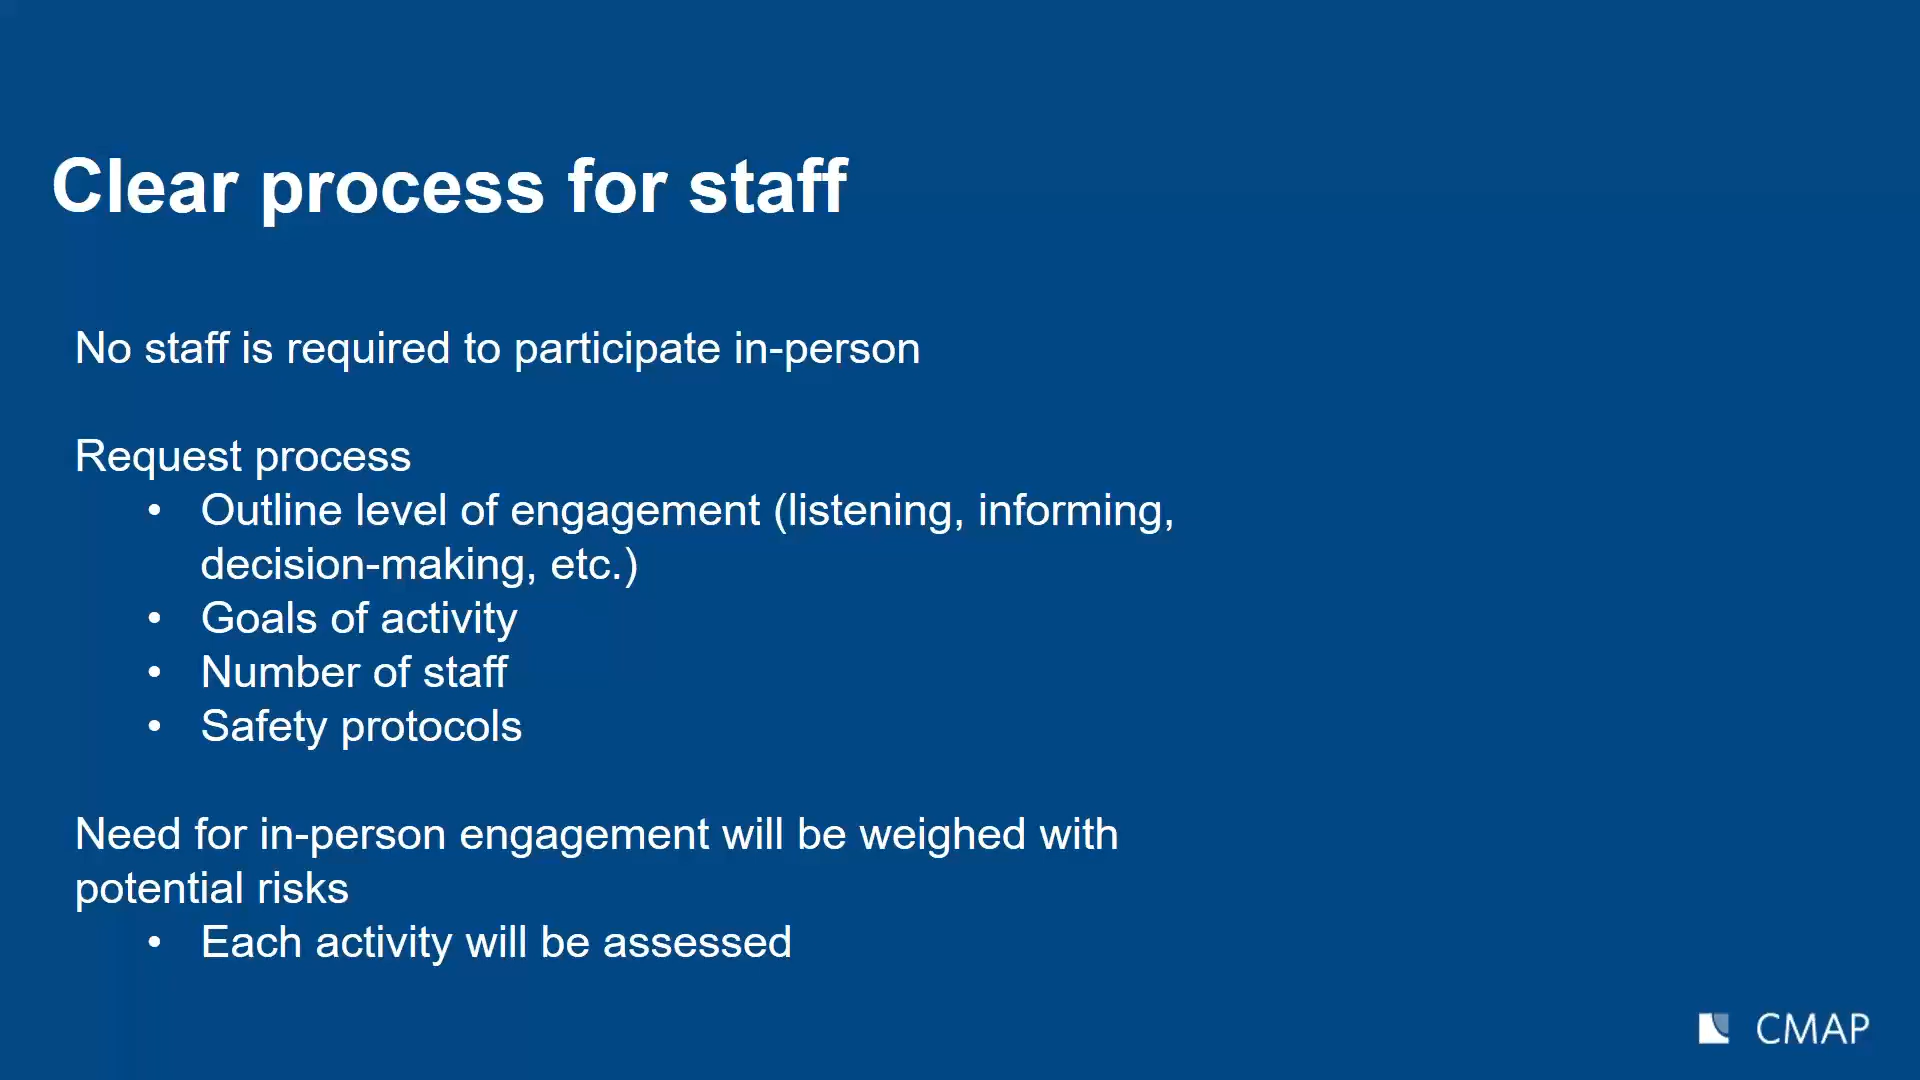 Clear process for staff
No staff is required to participate in-person
Request process
• Outline level of engagement (listening, informing,
decision-making, etc.)
• Goals of activity
• Number of staff
• Safety protocols
Need for in-person engagement will be weighed with
potential risks
• Each activity will be assessed
CMAP